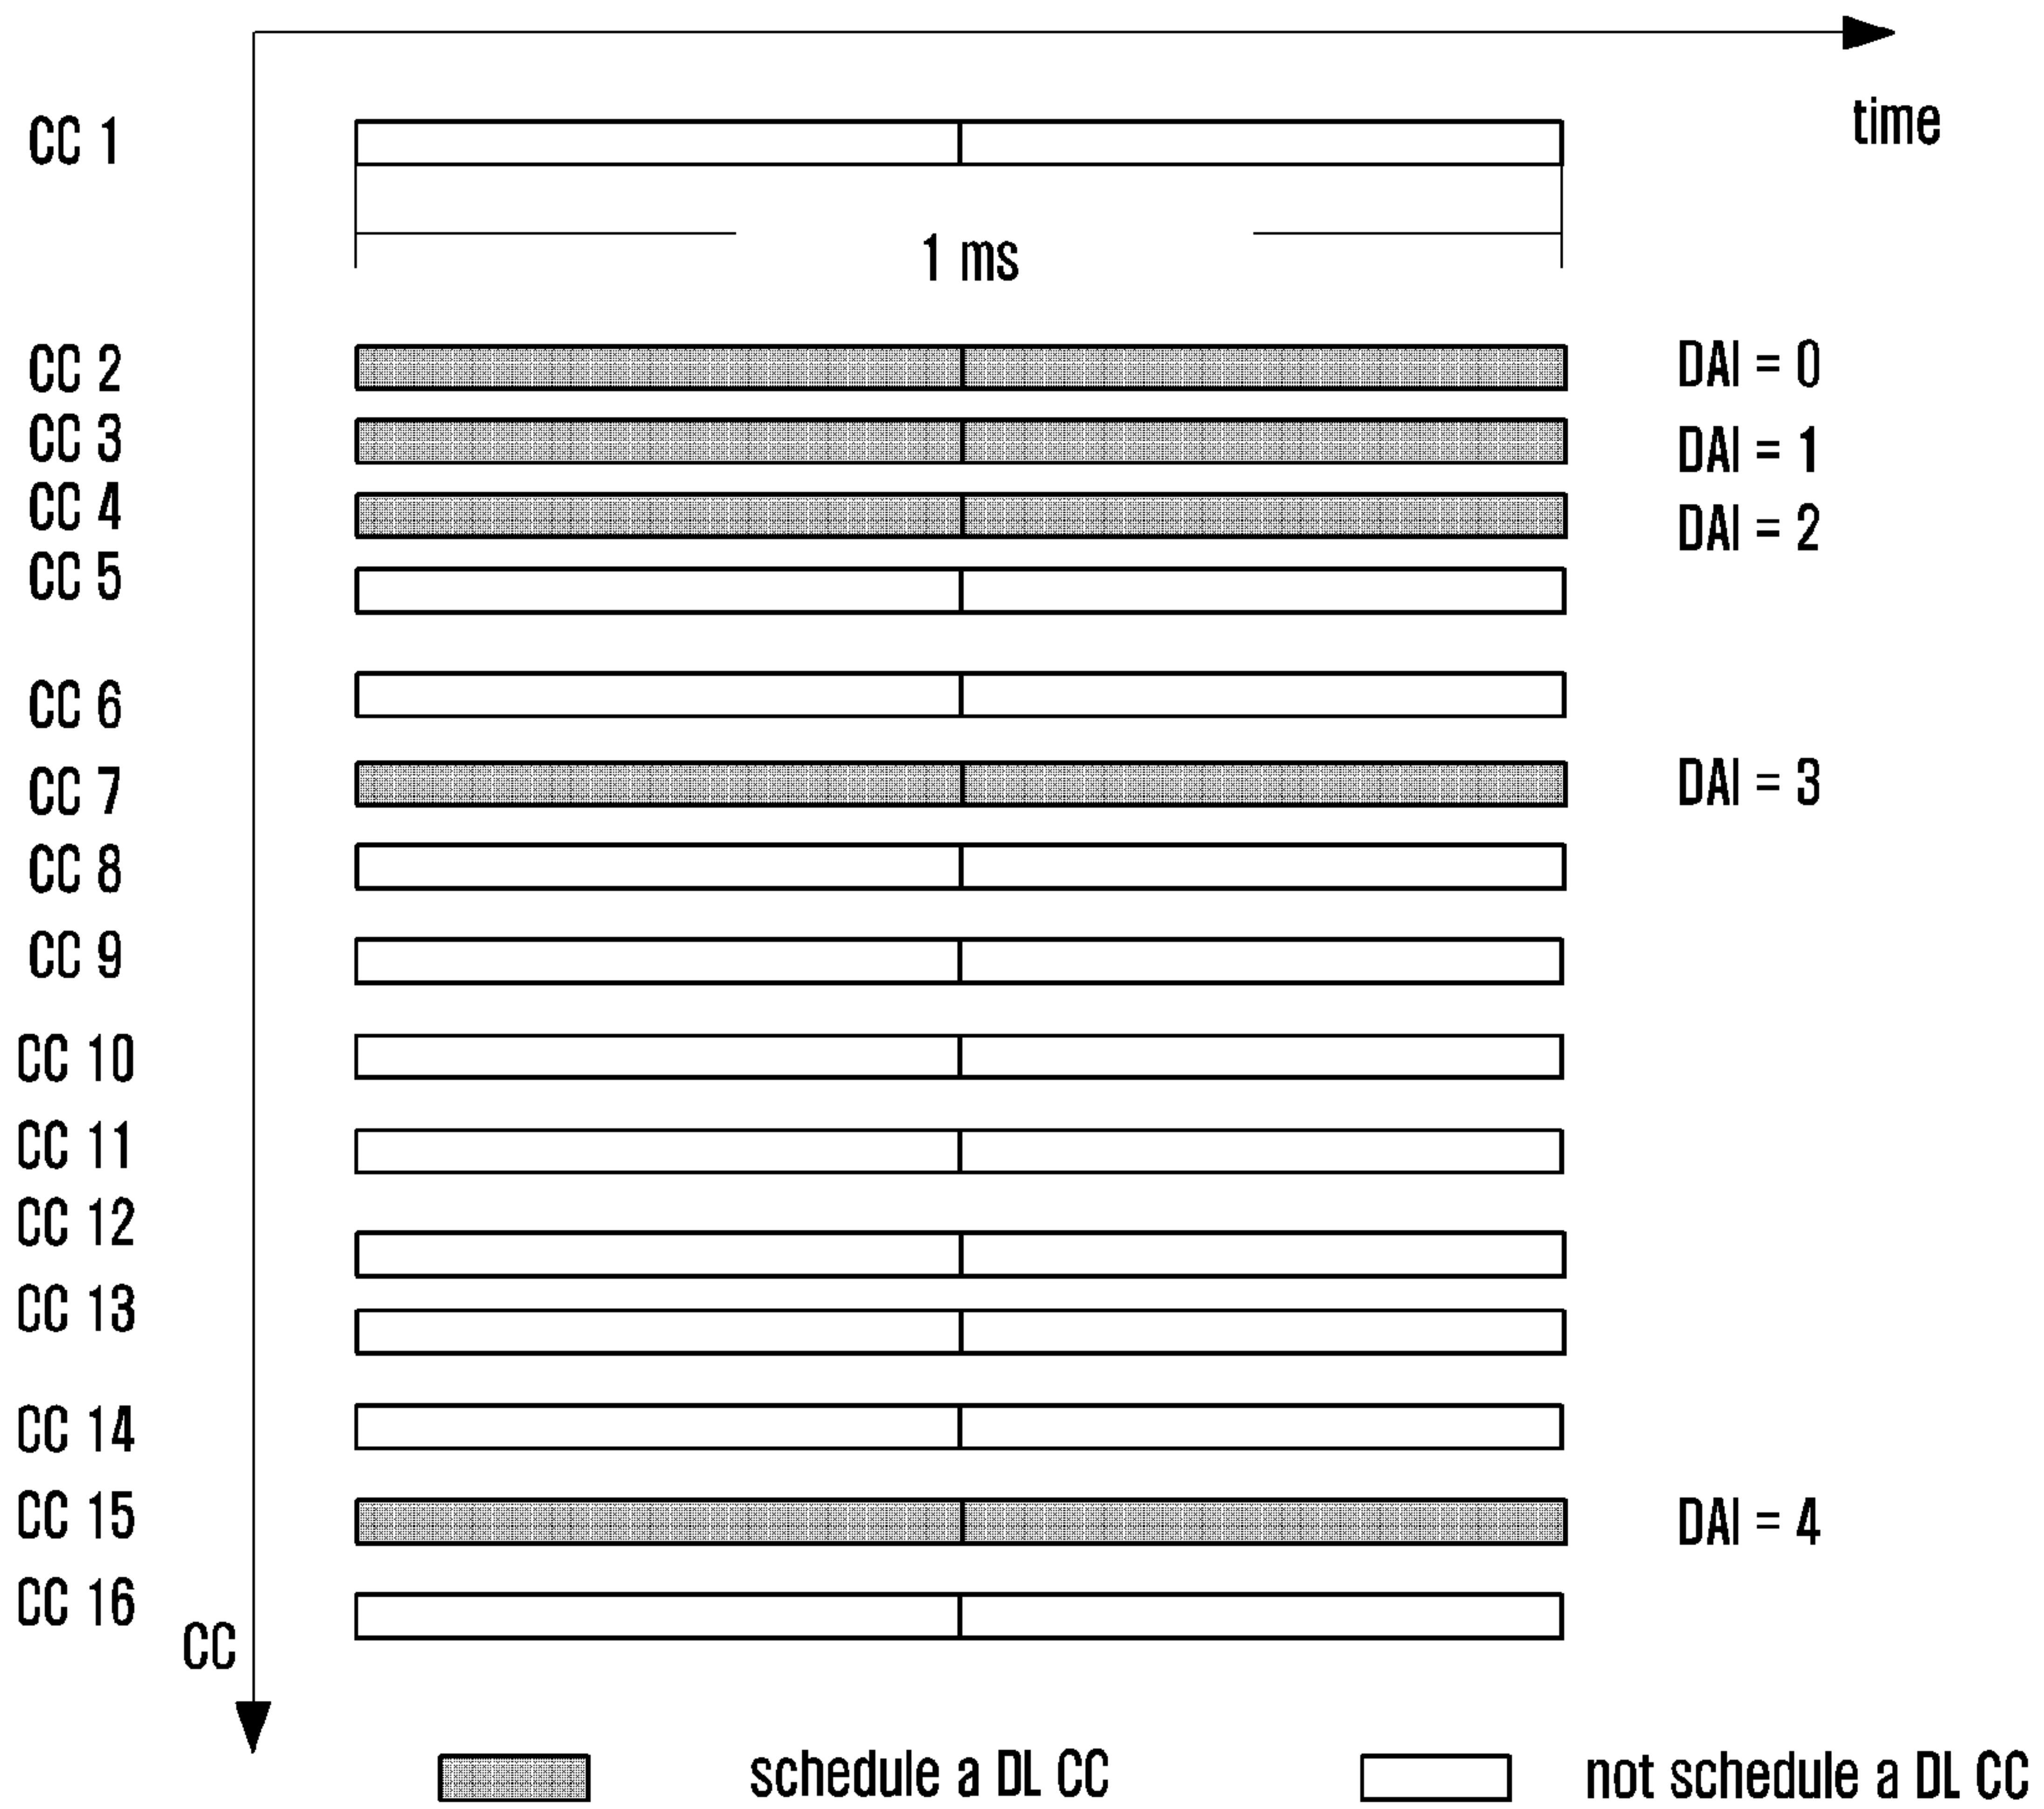 time
CC 1
1 ms
CC 2 DAI = 0
CC 3 DAI = 1
CC 4 DAI = 2
CC 5
CC 6
CC 7 DAI = 3
CC 8
CC 9
CC 10
CC 11
CC 12
CC 13
CC 14
CC 15 DAI = 4
CC 16
CC
schedule a DL CC not schedule a DL CC